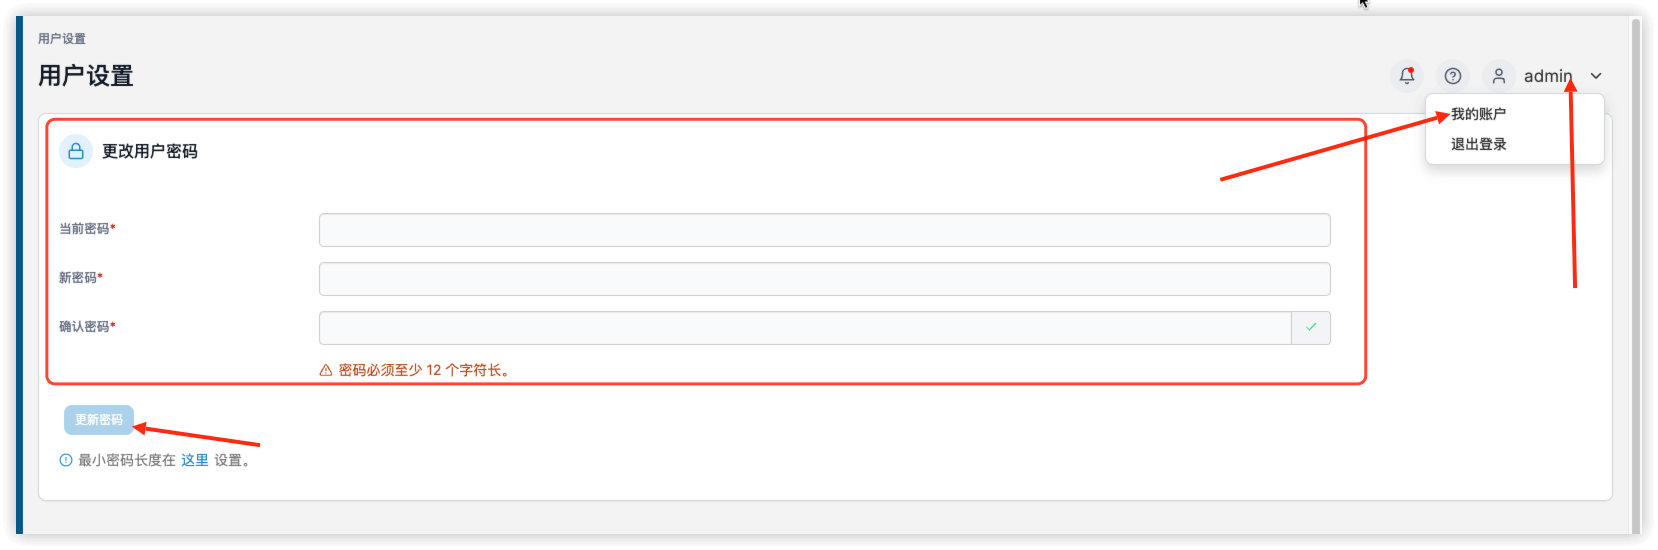 用户设置
用户设置
admin
我的账户
退出登录
更改用户密码
当前密码*
新密码*
确认密码*
密码必须至少 12 个字符长。
更新密码
最小密码长度在 这里 设置。